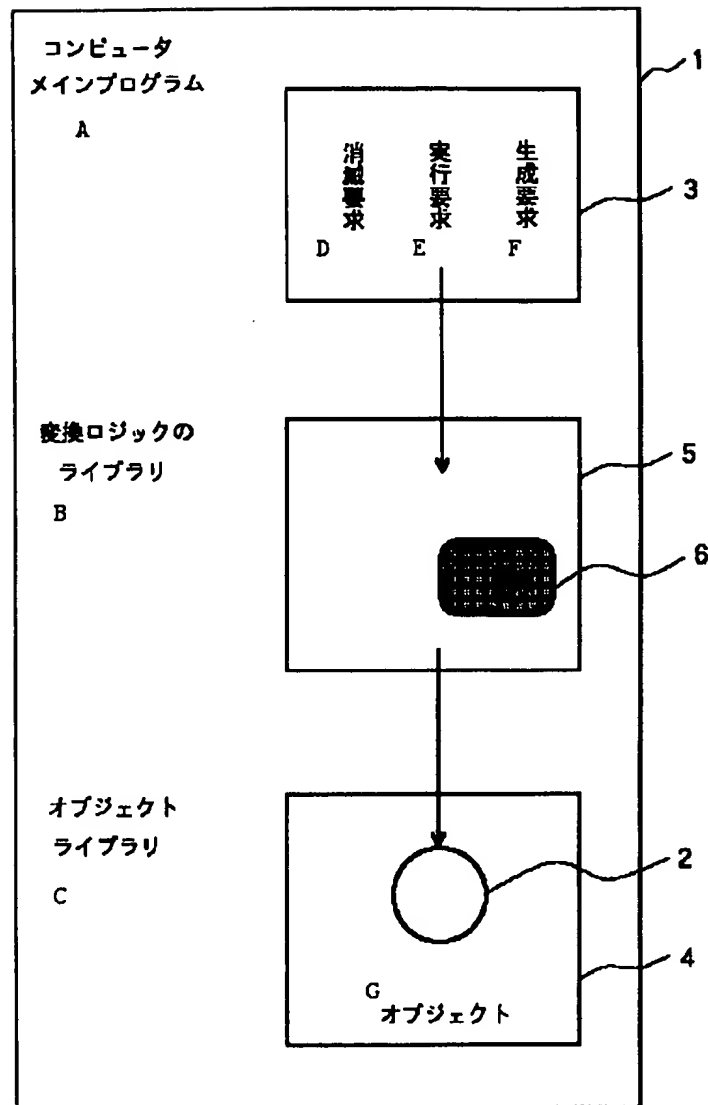 コンピュータ
メインプログラム
A
1
消滅要求
実行要求
生成要求
D
E
F
3
変換ロジックの
ライブラリ
B
5
6
オブジェクト
ライブラリ
C
2
4
G
オブジェクト